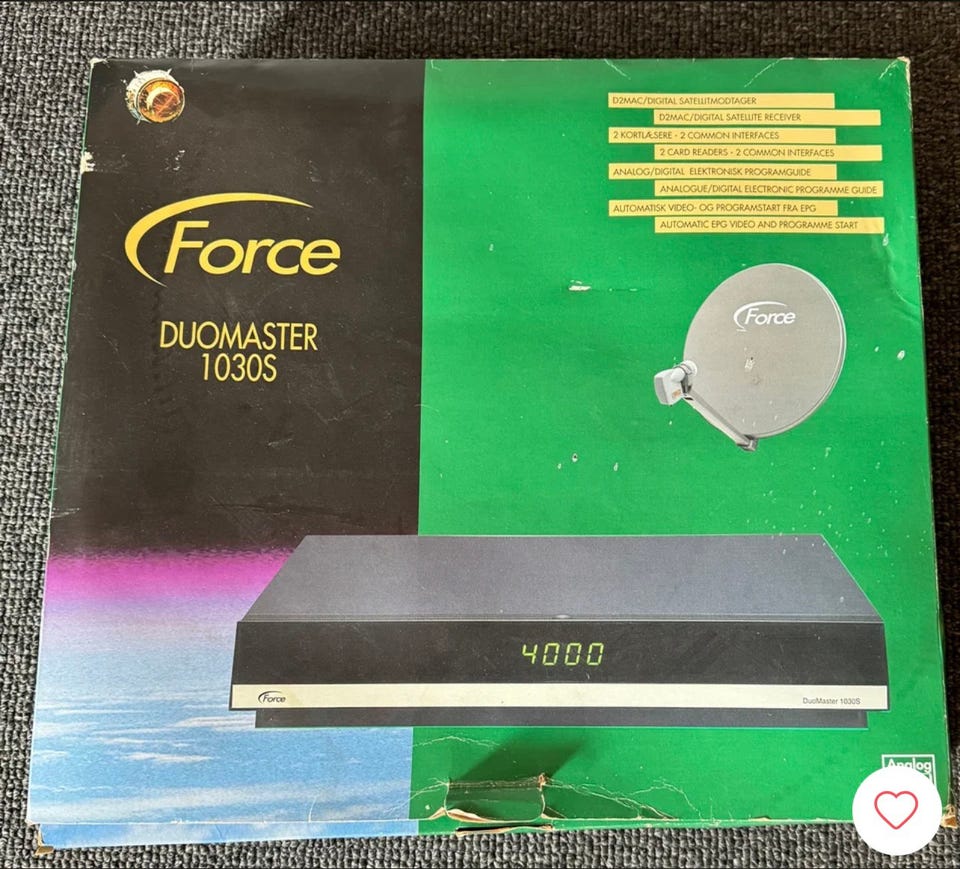 Force
DUOMASTER
1030S
D2MAC/DIGITAL SATELLITMODTAGER
D2MAC/DIGITAL SATELLITE RECEIVER
2 KORTLÆSERE - 2 COMMON INTERFACES
2 CARD READERS - 2 COMMON INTERFACES
ANALOG/DIGITAL ELEKTRONISK PROGRAMGUIDE
ANALOGUE/DIGITAL ELECTRONIC PROGRAMME GUIDE
AUTOMATISK VIDEO- OG PROGRAMSTART FRA EPG
AUTOMATIC EPG VIDEO AND PROGRAMME START
Force
4000
Force
DuoMaster 1030S
Analog